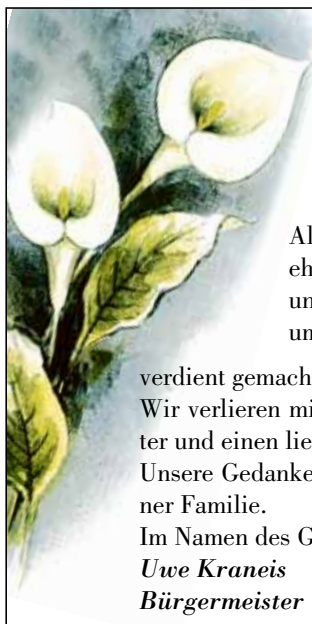 Al
eh
un
un
verdient gemach
Wir verlieren mi
ter und einen lie
Unsere Gedanke
ner Familie.
Im Namen des G
Uwe Kraneis
Bürgermeister